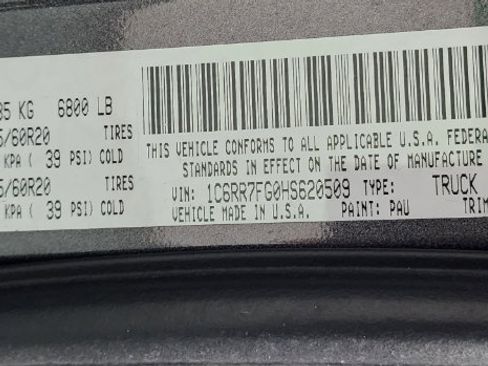 85 KG 6800 LB
5/60R20 TIRES
KPA ( 39 PSI) COLD
5/60R20 TIRES
KPA ( 39 PSI) COLD
THIS VEHICLE CONFORMS TO ALL APPLICABLE U.S.A. FEDERA
STANDARDS IN EFFECT ON THE DATE OF MANUFACTURE
VIN: 1C6RR7FG0HS620509 TYPE: TRUCK
VEHICLE MADE IN U.S.A. PAINT: PAU TRIM